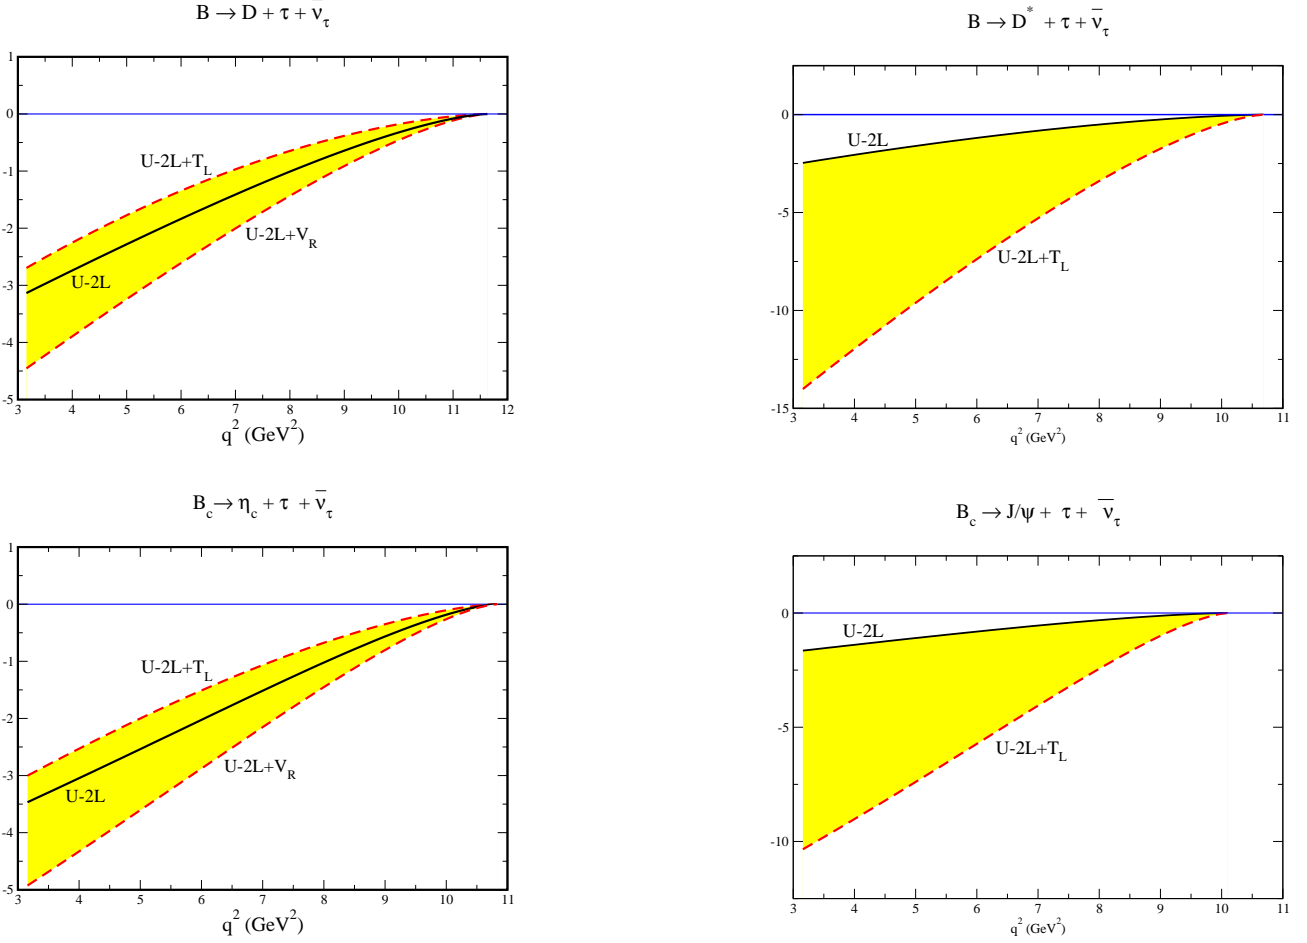 B → D + τ + ν̅_τ
1
0
-1
-2
-3
-4
-5
U-2L+T_L
U-2L+V_R
U-2L
3 4 5 6 7 8 9 10 11 12
q^2 (GeV^2)
B → D^* + τ + ν̅_τ
0
-5
-10
-15
U-2L
U-2L+T_L
3 4 5 6 7 8 9 10 11
q^2 (GeV^2)
B_c → η_c + τ + ν̅_τ
1
0
-1
-2
-3
-4
-5
U-2L+T_L
U-2L+V_R
U-2L
3 4 5 6 7 8 9 10 11
q^2 (GeV^2)
B_c → J/ψ + τ + ν̅_τ
0
-5
-10
U-2L
U-2L+T_L
3 4 5 6 7 8 9 10 11
q^2 (GeV^2)